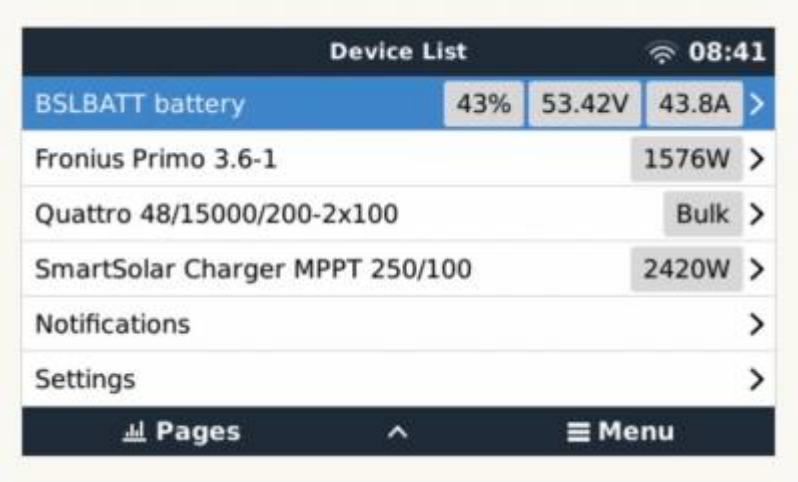 Device List 08:41
BSLBATT battery 43% 53.42V 43.8A
Fronius Primo 3.6-1 1576W
Quattro 48/15000/200-2x100 Bulk
SmartSolar Charger MPPT 250/100 2420W
Notifications
Settings
Pages Menu